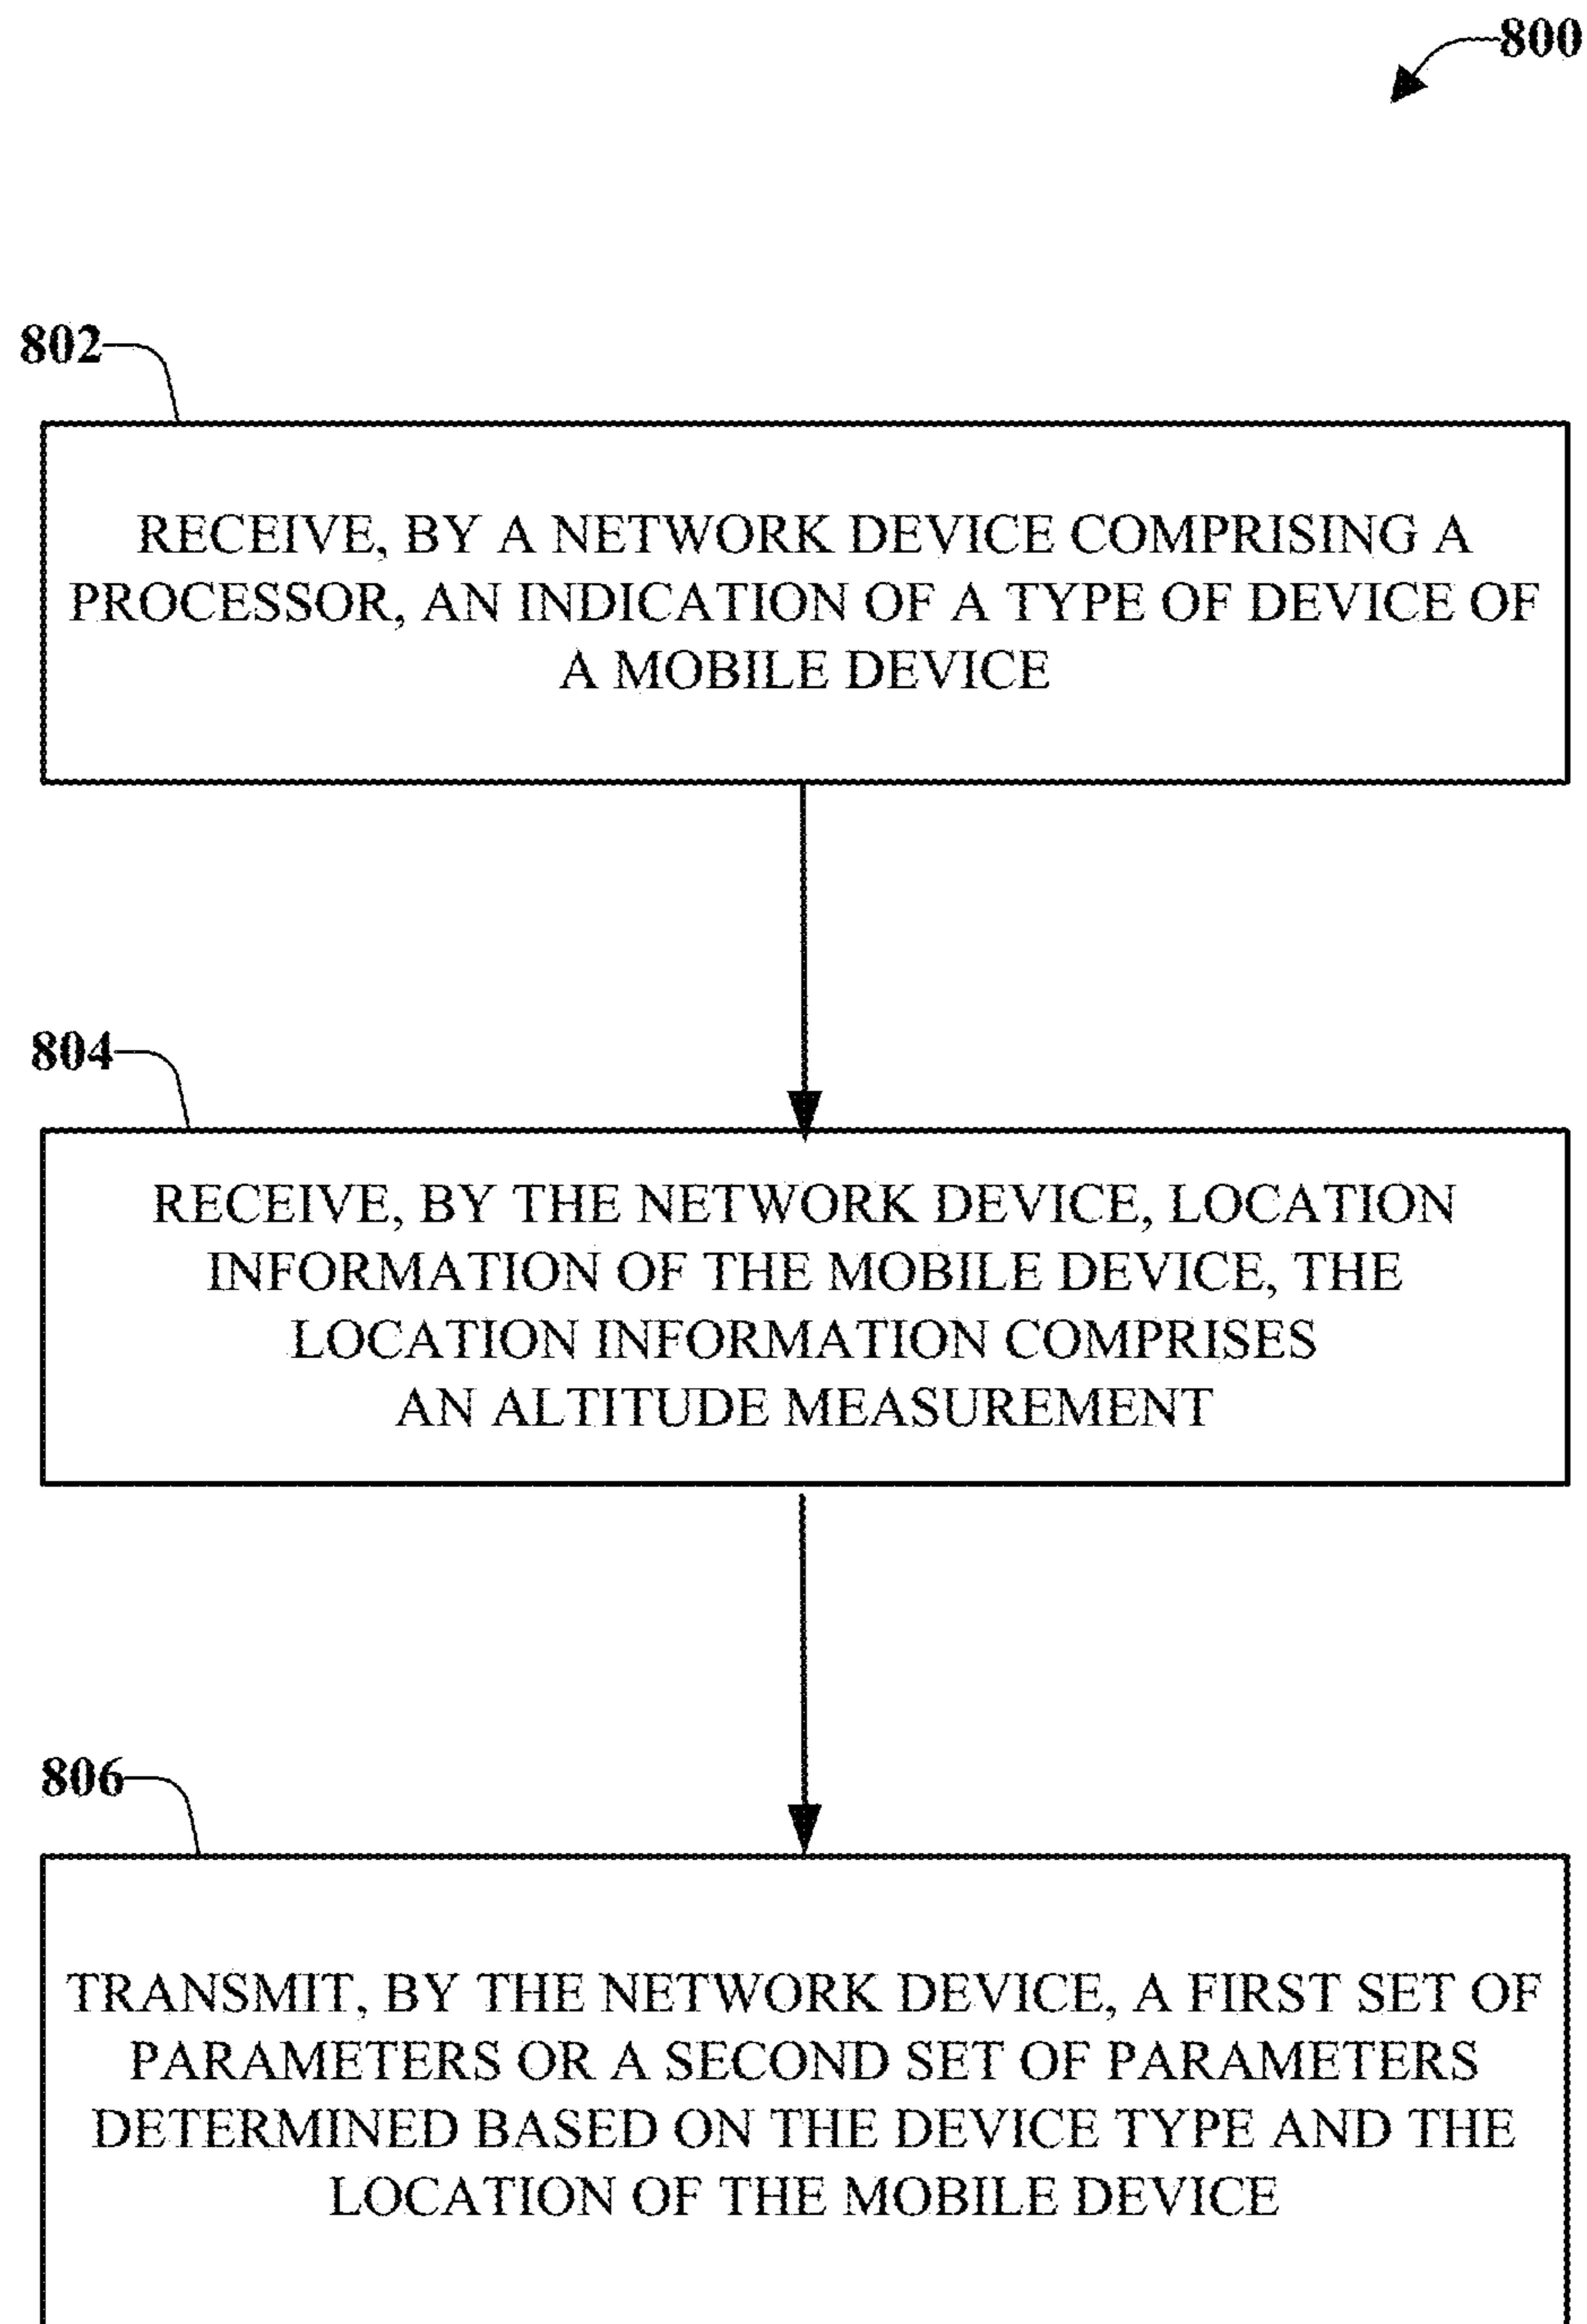 800
802
RECEIVE, BY A NETWORK DEVICE COMPRISING A
PROCESSOR, AN INDICATION OF A TYPE OF DEVICE OF
A MOBILE DEVICE
804
RECEIVE, BY THE NETWORK DEVICE, LOCATION
INFORMATION OF THE MOBILE DEVICE, THE
LOCATION INFORMATION COMPRISES
AN ALTITUDE MEASUREMENT
806
TRANSMIT, BY THE NETWORK DEVICE, A FIRST SET OF
PARAMETERS OR A SECOND SET OF PARAMETERS
DETERMINED BASED ON THE DEVICE TYPE AND THE
LOCATION OF THE MOBILE DEVICE